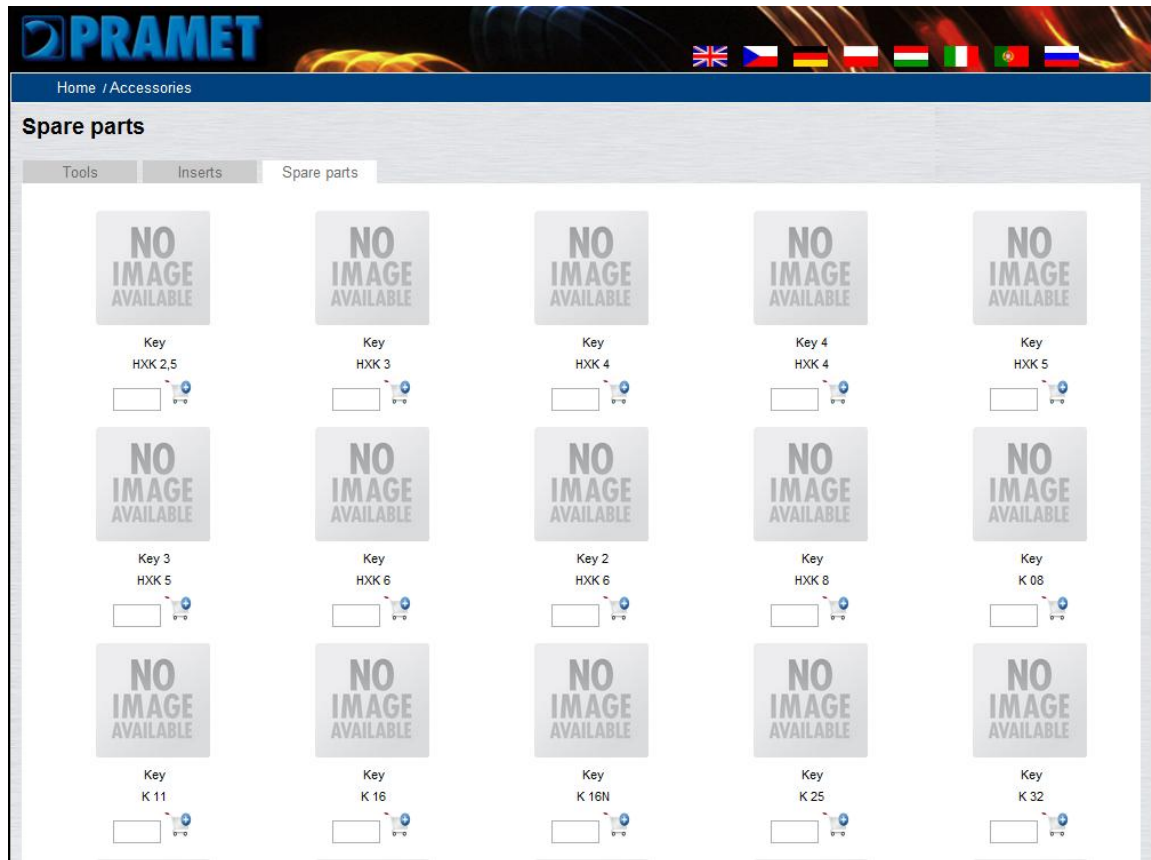 PRAMET
Home / Accessories
Spare parts
Tools Inserts Spare parts
NO NO NO NO NO
IMAGE IMAGE IMAGE IMAGE IMAGE
AVAILABLE AVAILABLE AVAILABLE AVAILABLE AVAILABLE
Key Key Key Key 4 Key
HXK 2,5 HXK 3 HXK 4 HXK 4 HXK 5
NO NO NO NO NO
IMAGE IMAGE IMAGE IMAGE IMAGE
AVAILABLE AVAILABLE AVAILABLE AVAILABLE AVAILABLE
Key 3 Key Key 2 Key Key
HXK 5 HXK 6 HXK 6 HXK 8 K 08
NO NO NO NO NO
IMAGE IMAGE IMAGE IMAGE IMAGE
AVAILABLE AVAILABLE AVAILABLE AVAILABLE AVAILABLE
Key Key Key Key Key
K 11 K 16 K 16N K 25 K 32